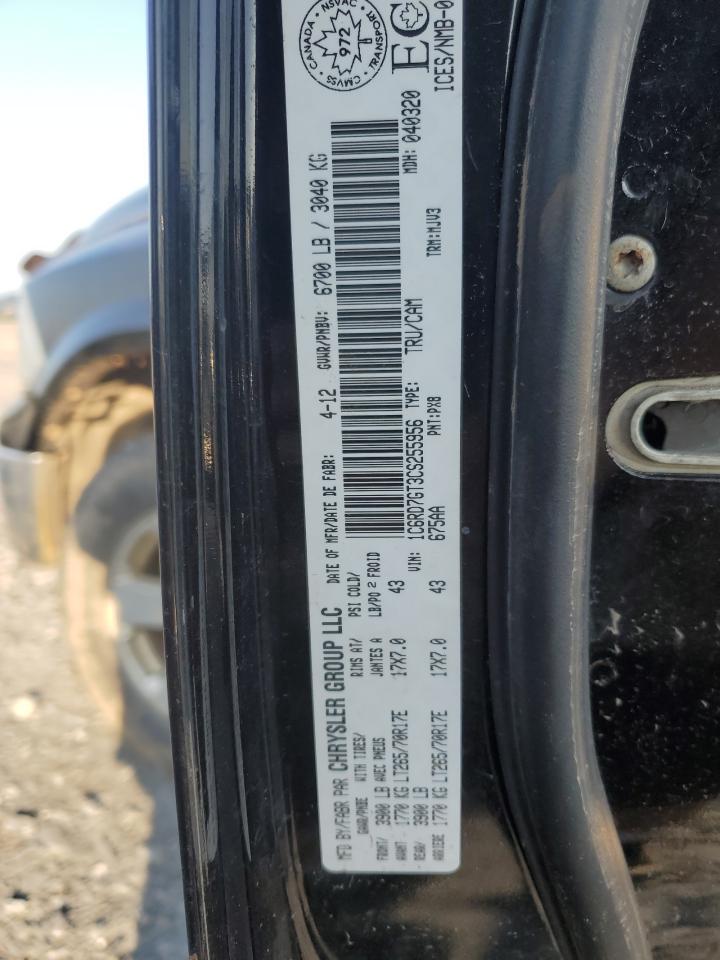 MFD BY/FABR PAR CHRYSLER GROUP LLC
DATE OF MFR/DATE DE FABR: 4-12
GVWR/PNBV: 6700 LB / 3040 KG
CANADA • NSVAC • TRANSPORT • CMVSS
972
GAWR/PNBE WITH TIRES/ RIMS AT/ PSI COLD/
FRONT/ 3900 LB AVEC PNEUS JANTES A LB/PO 2 FROID
AVANT 1770 KG LT265/70R17E 17X7.0 43
REAR/ 3900 LB
ARRIERE 1770 KG LT265/70R17E 17X7.0 43
VIN: 1C6RD7GT3CS255956 TYPE: TRU/CAM MDH: 040320
675AA PNT:PX8 TRM:MJV3
EC
ICES/NMB-0